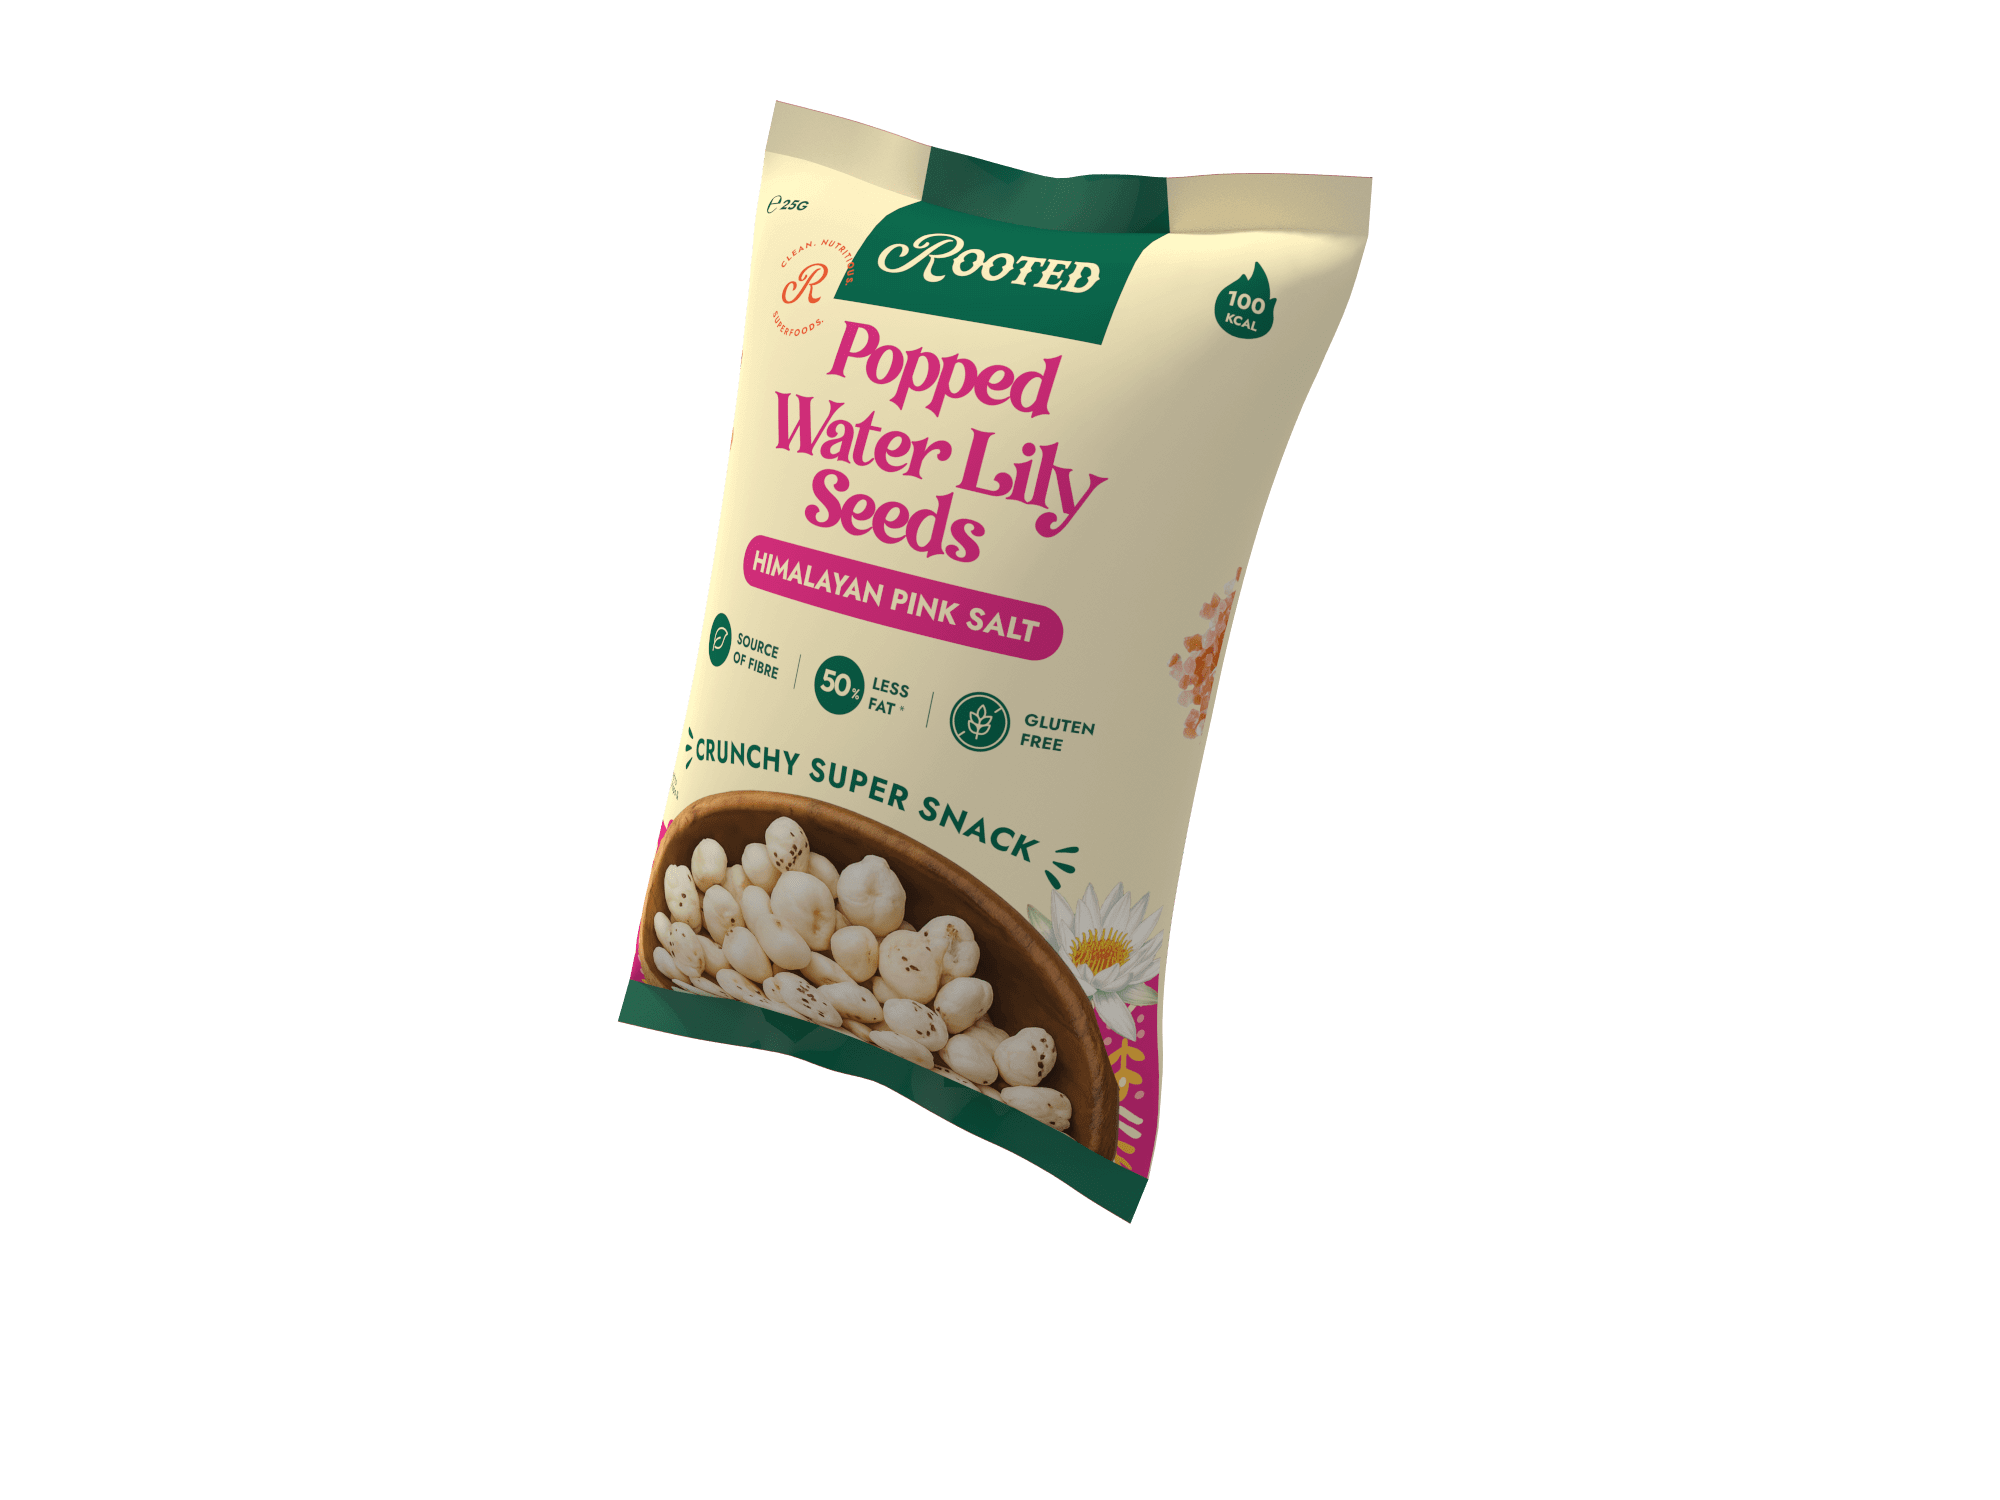 ℮ 25G
CLEAN. NUTRITIOUS.
R
SUPERFOODS.
ROOTED
100
KCAL
Popped
Water Lily
Seeds
HIMALAYAN PINK SALT
SOURCE
OF FIBRE
50%
LESS
FAT*
GLUTEN
FREE
CRUNCHY SUPER SNACK